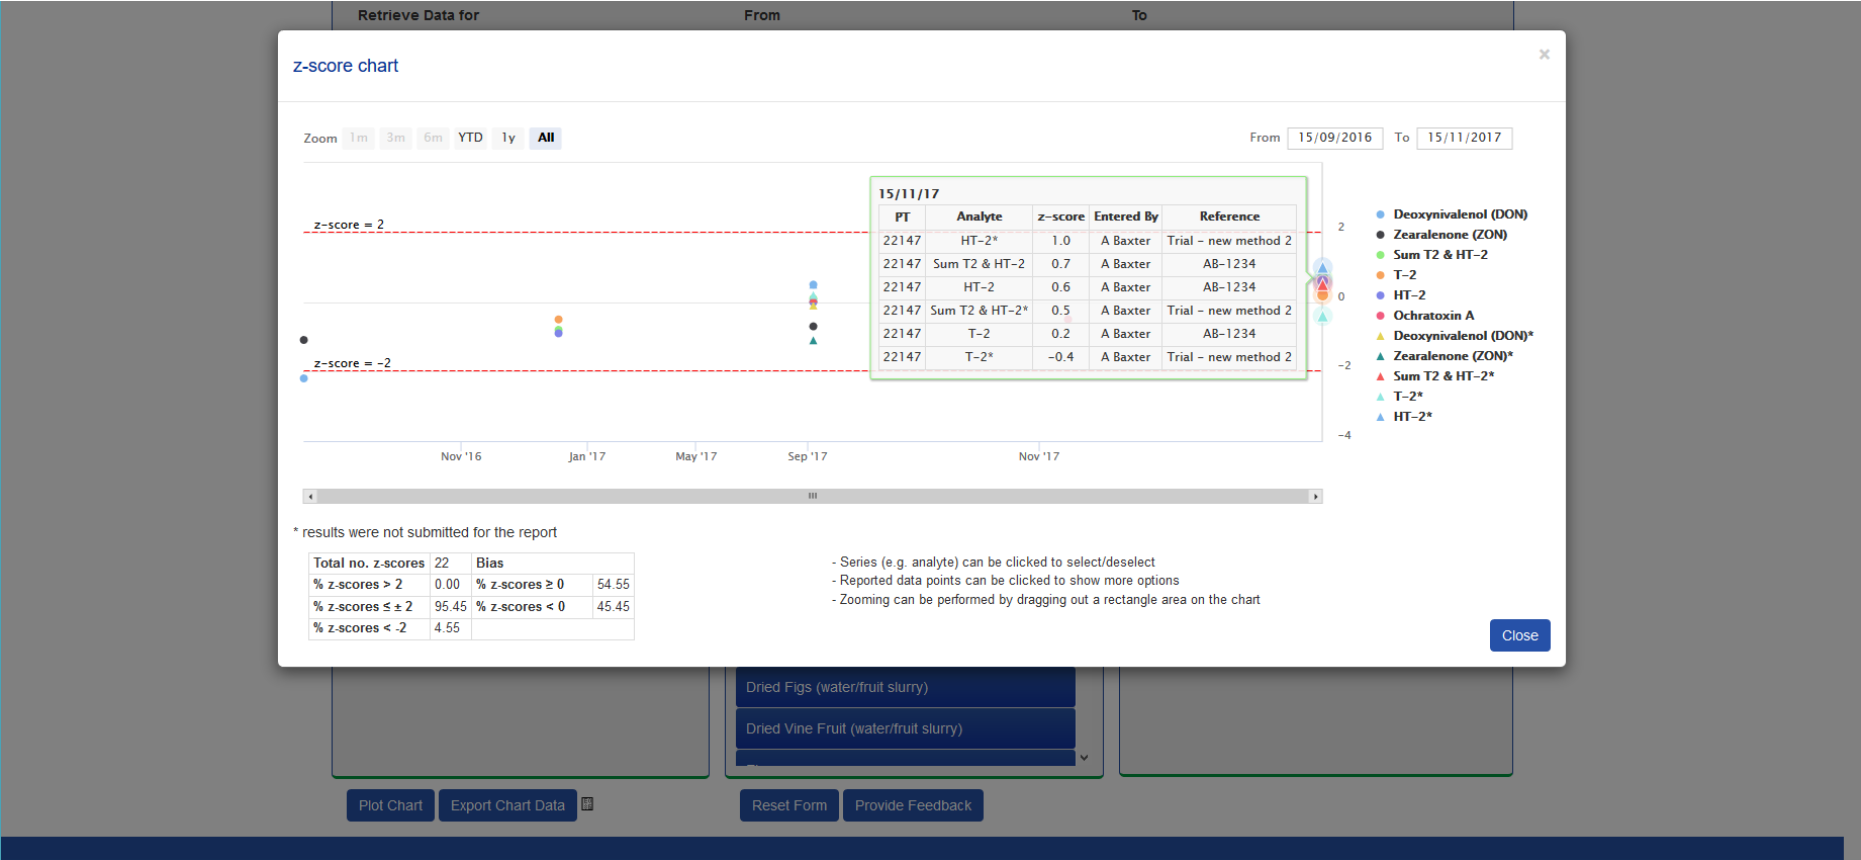 Retrieve Data for From To
z-score chart ×
Zoom 1m 3m 6m YTD 1y All From 15/09/2016 To 15/11/2017
15/11/17
PT Analyte z-score Entered By Reference
22147 HT-2* 1.0 A Baxter Trial - new method 2
22147 Sum T2 & HT-2 0.7 A Baxter AB-1234
22147 HT-2 0.6 A Baxter AB-1234
22147 Sum T2 & HT-2* 0.5 A Baxter Trial - new method 2
22147 T-2 0.2 A Baxter AB-1234
22147 T-2* -0.4 A Baxter Trial - new method 2
z-score = 2
z-score = -2
2
0
-2
-4
Deoxynivalenol (DON)
Zearalenone (ZON)
Sum T2 & HT-2
T-2
HT-2
Ochratoxin A
Deoxynivalenol (DON)*
Zearalenone (ZON)*
Sum T2 & HT-2*
T-2*
HT-2*
Nov '16 Jan '17 May '17 Sep '17 Nov '17
* results were not submitted for the report
Total no. z-scores 22 Bias
% z-scores > 2 0.00 % z-scores ≥ 0 54.55
% z-scores ≤ ± 2 95.45 % z-scores < 0 45.45
% z-scores < -2 4.55
- Series (e.g. analyte) can be clicked to select/deselect
- Reported data points can be clicked to show more options
- Zooming can be performed by dragging out a rectangle area on the chart
Close
Dried Figs (water/fruit slurry)
Dried Vine Fruit (water/fruit slurry)
Plot Chart Export Chart Data Reset Form Provide Feedback